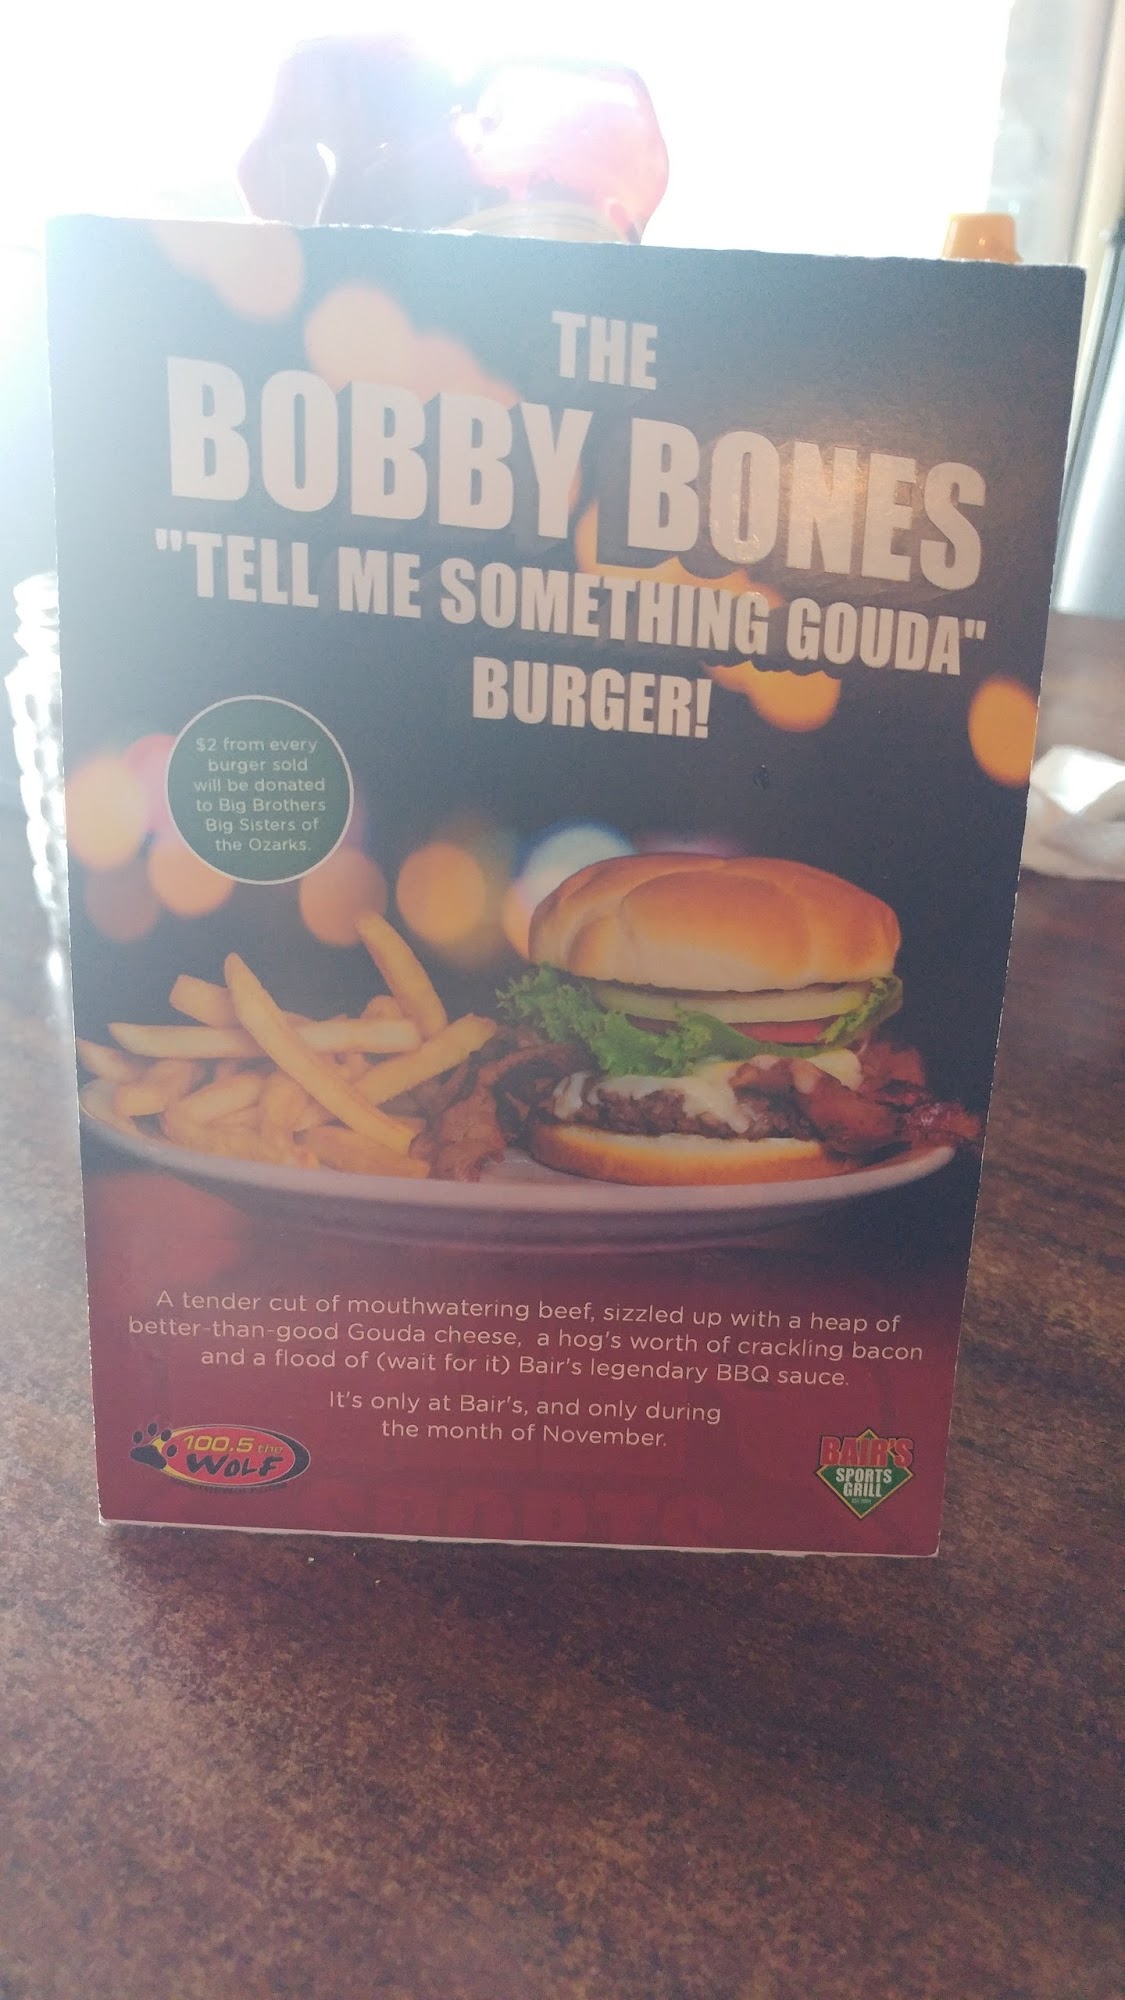 THE
BOBBY BONES
"TELL ME SOMETHING GOUDA"
BURGER!
$2 from every
burger sold
will be donated
to Big Brothers
Big Sisters of
the Ozarks.
A tender cut of mouthwatering beef, sizzled up with a heap of
better-than-good Gouda cheese, a hog's worth of crackling bacon
and a flood of (wait for it) Bair's legendary BBQ sauce.
It's only at Bair's, and only during
the month of November.
100.5 the
WOLF
BAIR'S
SPORTS
GRILL